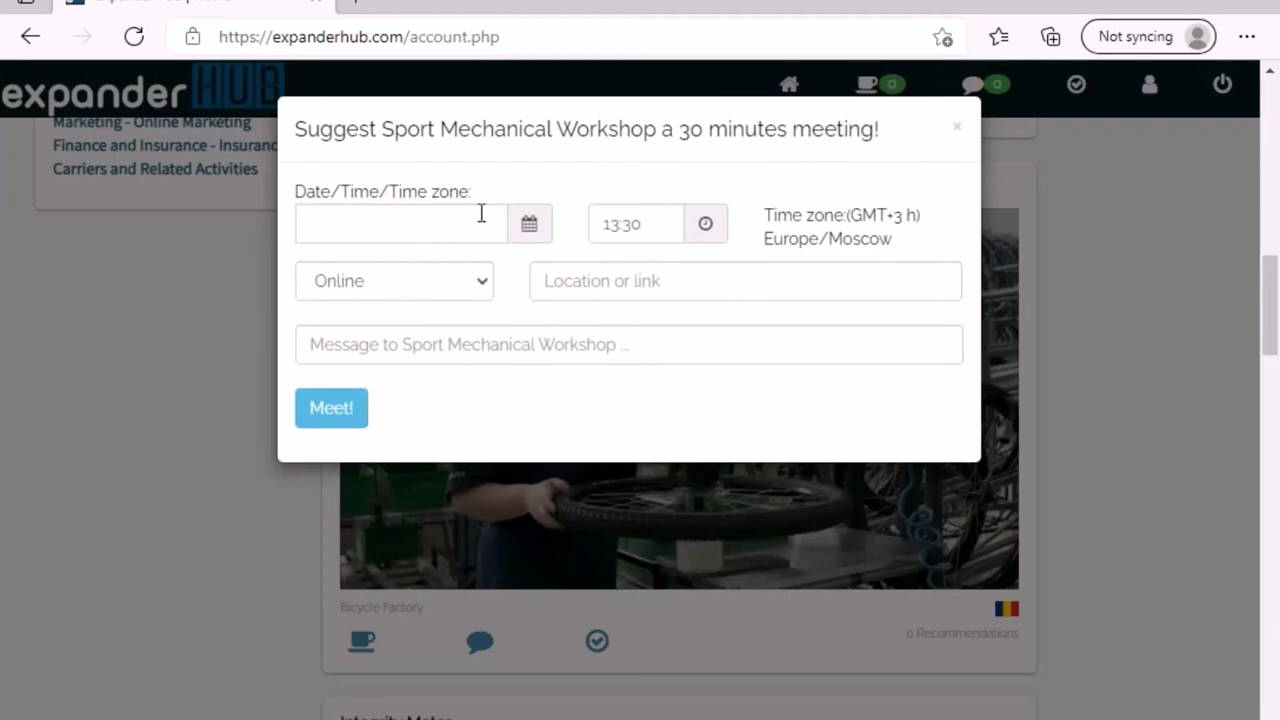 Not syncing
https://expanderhub.com/account.php
expander HUB
0
0
Marketing - Online Marketing
Finance and Insurance - Insuranc
Carriers and Related Activities
Suggest Sport Mechanical Workshop a 30 minutes meeting!
×
Date/Time/Time zone:
13:30
Time zone:(GMT+3 h)
Europe/Moscow
Online
Location or link
Message to Sport Mechanical Workshop ...
Meet!
Bicycle Factory
0 Recommendations